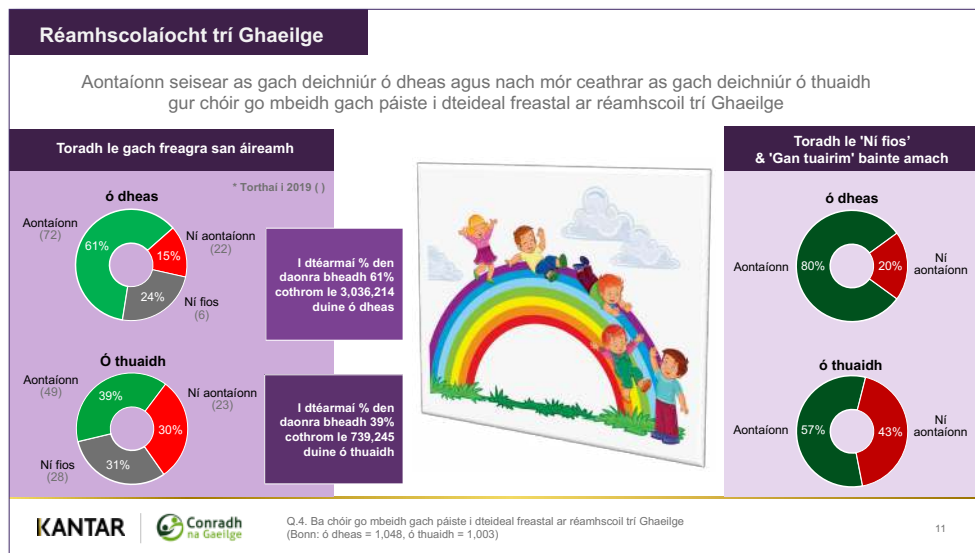 Réamhscolaíocht trí Ghaeilge
Aontaíonn seisear as gach deichniúr ó dheas agus nach mór ceathrar as gach deichniúr ó thuaidh
gur chóir go mbeidh gach páiste i dteideal freastal ar réamhscoil trí Ghaeilge
Toradh le gach freagra san áireamh
* Torthaí i 2019 ( )
ó dheas
Aontaíonn
(72)
61%
15%
Ní aontaíonn
(22)
24%
Ní fios
(6)
I dtéarmaí % den
daonra bheadh 61%
cothrom le 3,036,214
duine ó dheas
Ó thuaidh
Aontaíonn
(49)
39%
Ní aontaíonn
(23)
30%
31%
Ní fios
(28)
I dtéarmaí % den
daonra bheadh 39%
cothrom le 739,245
duine ó thuaidh
Toradh le 'Ní fios’
& 'Gan tuairim' bainte amach
ó dheas
Aontaíonn
80%
20%
Ní
aontaíonn
ó thuaidh
Aontaíonn
57%
43%
Ní
aontaíonn
KANTAR
Conradh
na Gaeilge
Q.4. Ba chóir go mbeidh gach páiste i dteideal freastal ar réamhscoil trí Ghaeilge
(Bonn: ó dheas = 1,048, ó thuaidh = 1,003)
11